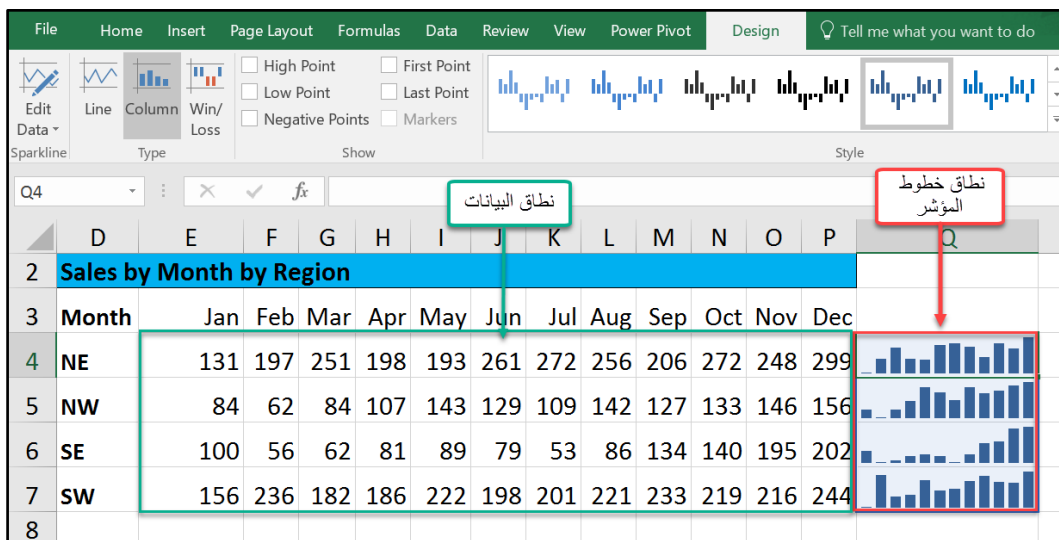 File Home Insert Page Layout Formulas Data Review View Power Pivot Design Tell me what you want to do
Edit Data
Line
Column
Win/
Loss
High Point
Low Point
Negative Points
First Point
Last Point
Markers
Sparkline Type Show Style
Q4 fx
نطاق البيانات
نطاق خطوط
المؤشر
D E F G H I J K L M N O P Q
2 Sales by Month by Region
3 Month Jan Feb Mar Apr May Jun Jul Aug Sep Oct Nov Dec
4 NE 131 197 251 198 193 261 272 256 206 272 248 299
5 NW 84 62 84 107 143 129 109 142 127 133 146 156
6 SE 100 56 62 81 89 79 53 86 134 140 195 202
7 SW 156 236 182 186 222 198 201 221 233 219 216 244
8